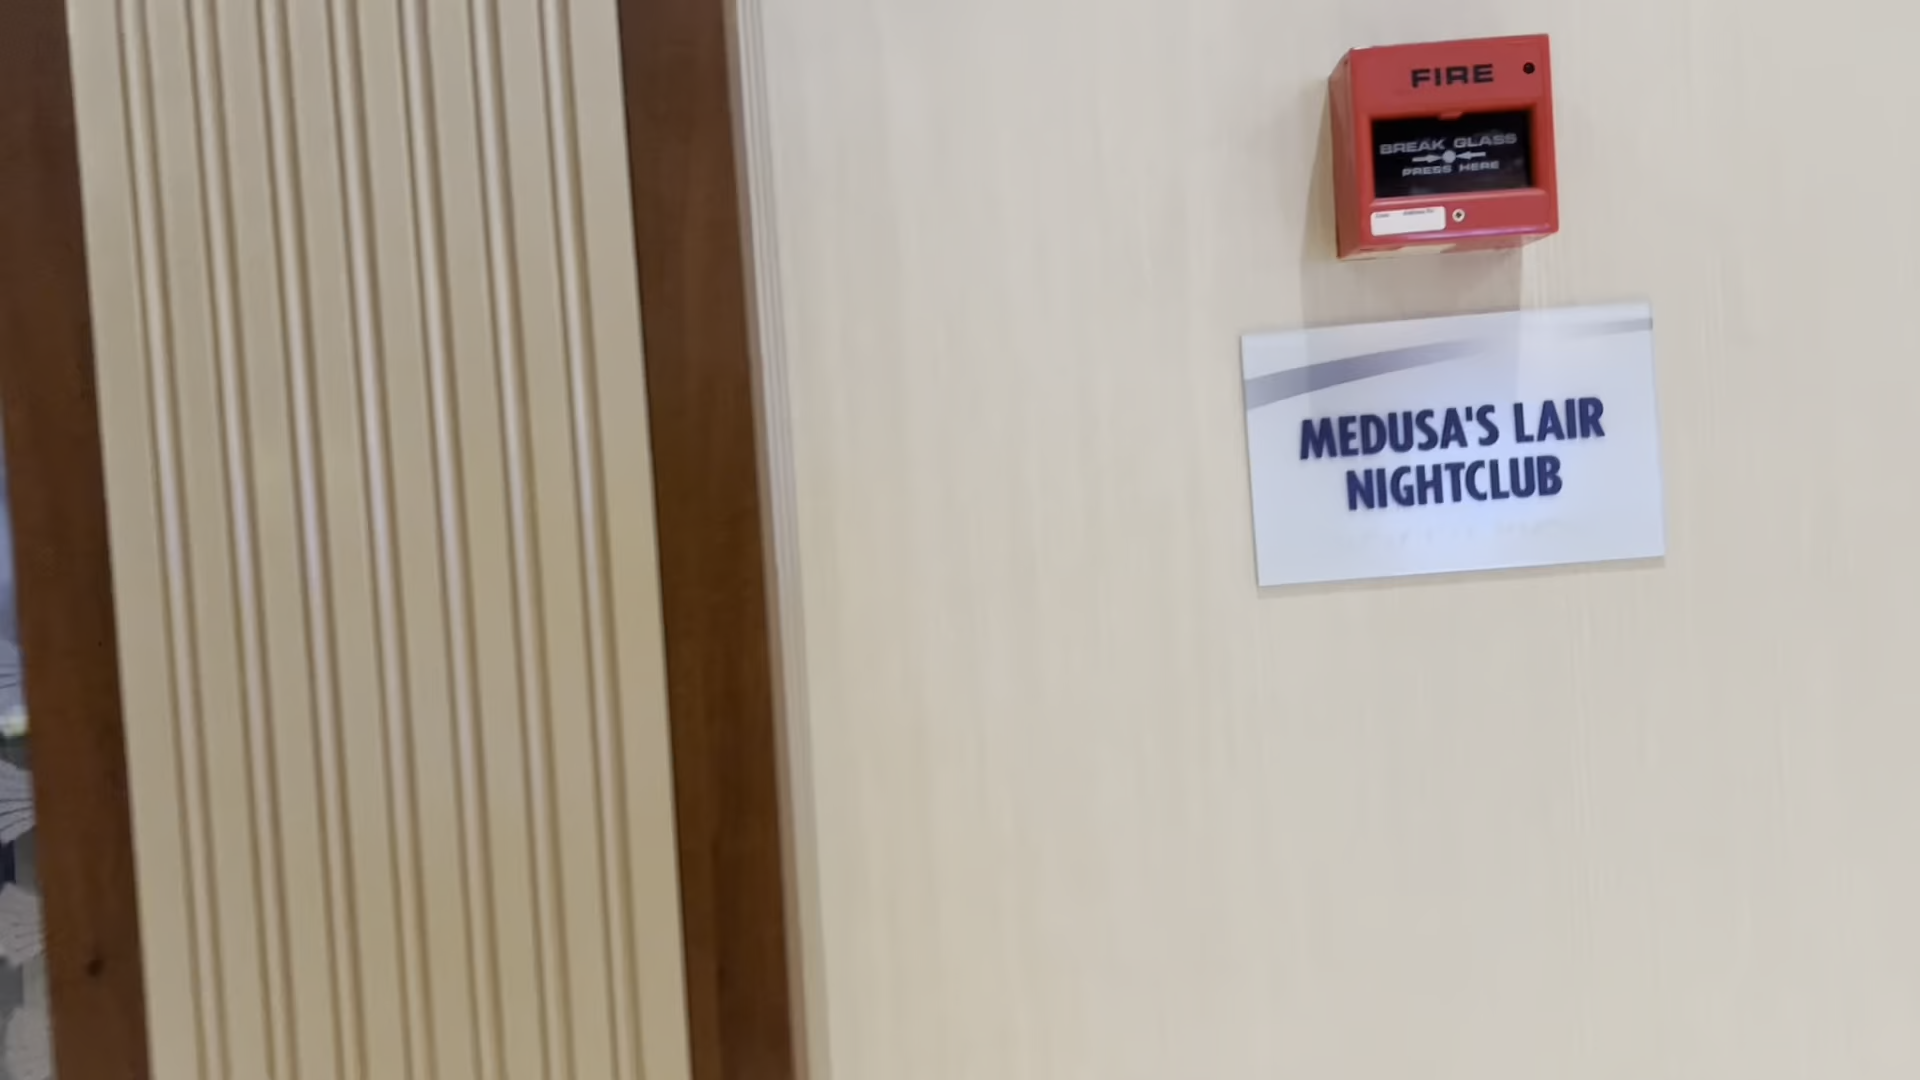 FIRE
BREAK GLASS
PRESS HERE
MEDUSA'S LAIR
NIGHTCLUB